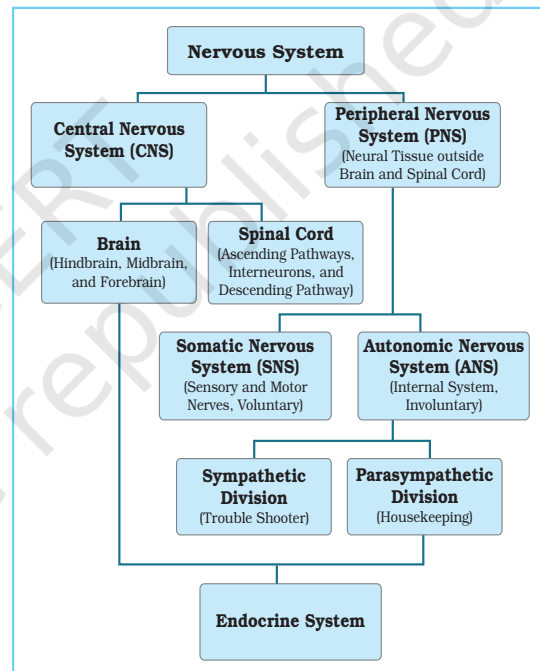 Nervous System
Central Nervous
System (CNS)
Peripheral Nervous
System (PNS)
(Neural Tissue outside
Brain and Spinal Cord)
Brain
(Hindbrain, Midbrain,
and Forebrain)
Spinal Cord
(Ascending Pathways,
Interneurons, and
Descending Pathway)
Somatic Nervous
System (SNS)
(Sensory and Motor
Nerves, Voluntary)
Autonomic Nervous
System (ANS)
(Internal System,
Involuntary)
Sympathetic
Division
(Trouble Shooter)
Parasympathetic
Division
(Housekeeping)
Endocrine System
republished